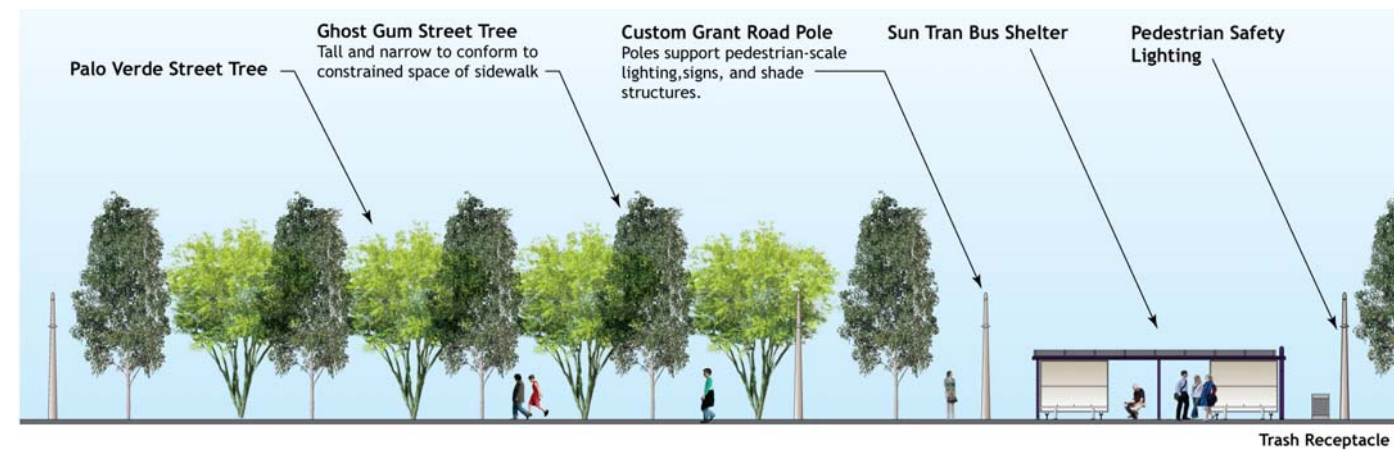 Palo Verde Street Tree
Ghost Gum Street Tree
Tall and narrow to conform to
constrained space of sidewalk
Custom Grant Road Pole
Poles support pedestrian-scale
lighting,signs, and shade
structures.
Sun Tran Bus Shelter
Pedestrian Safety
Lighting
Trash Receptacle